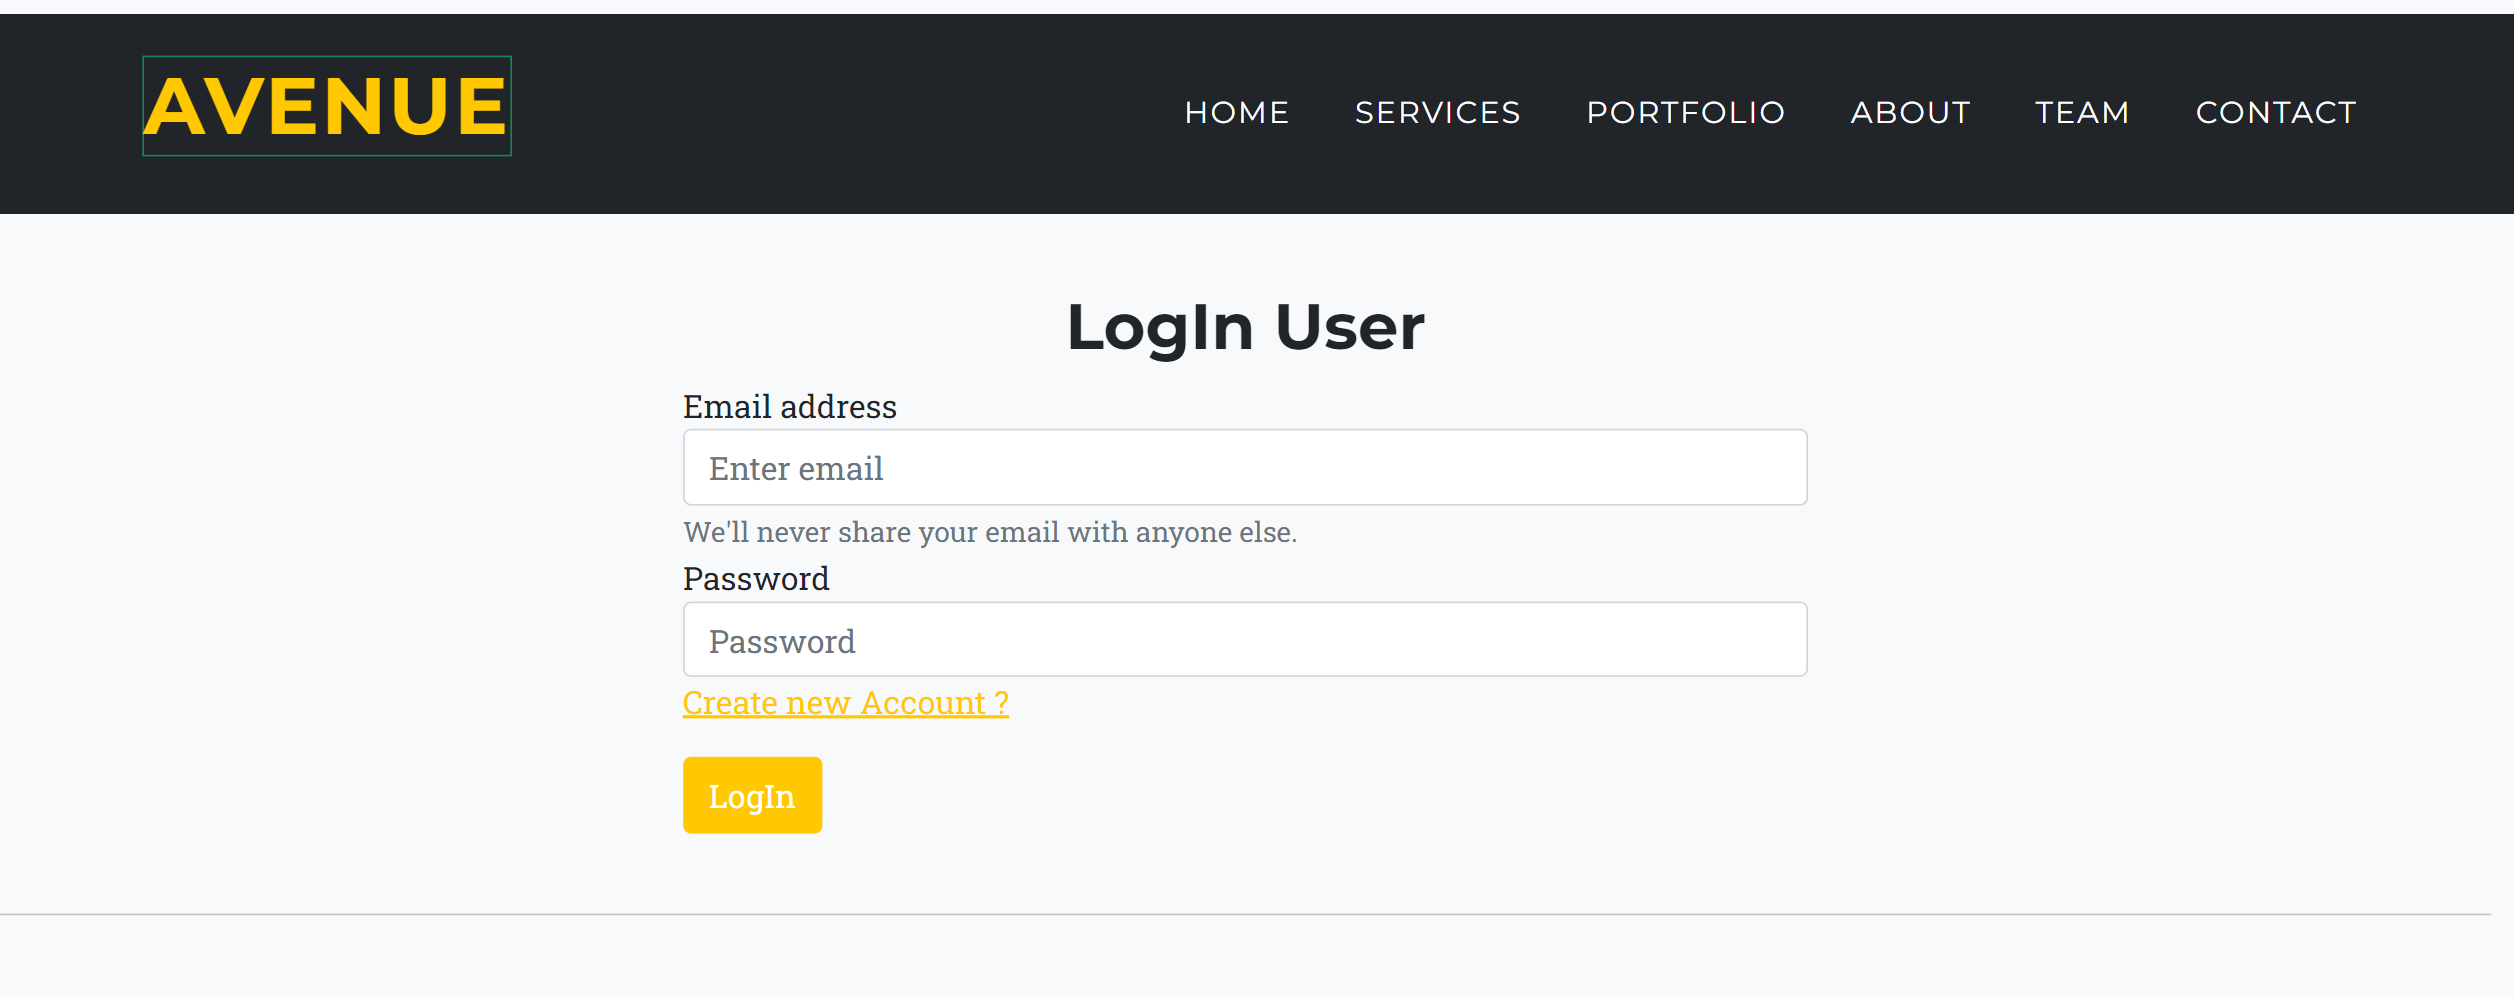 AVENUE
HOME SERVICES PORTFOLIO ABOUT TEAM CONTACT
LogIn User
Email address
Enter email
We'll never share your email with anyone else.
Password
Password
Create new Account ?
LogIn